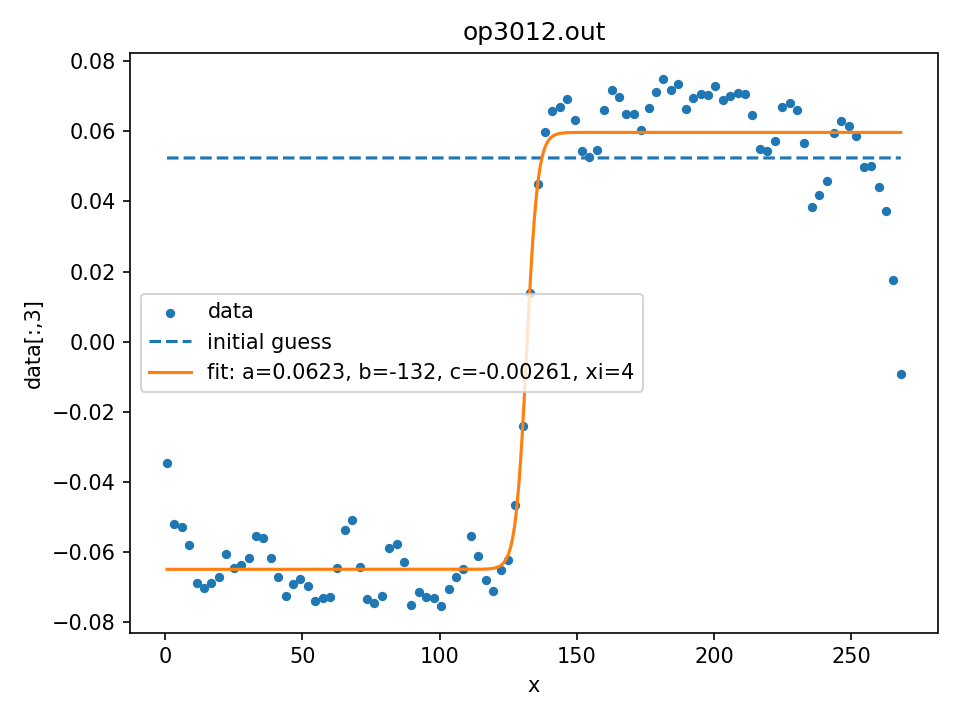 op3012.out
0.08
0.06
0.04
0.02
0.00
−0.02
−0.04
−0.06
−0.08
data[:,3]
data
initial guess
fit: a=0.0623, b=-132, c=-0.00261, xi=4
0 50 100 150 200 250
x